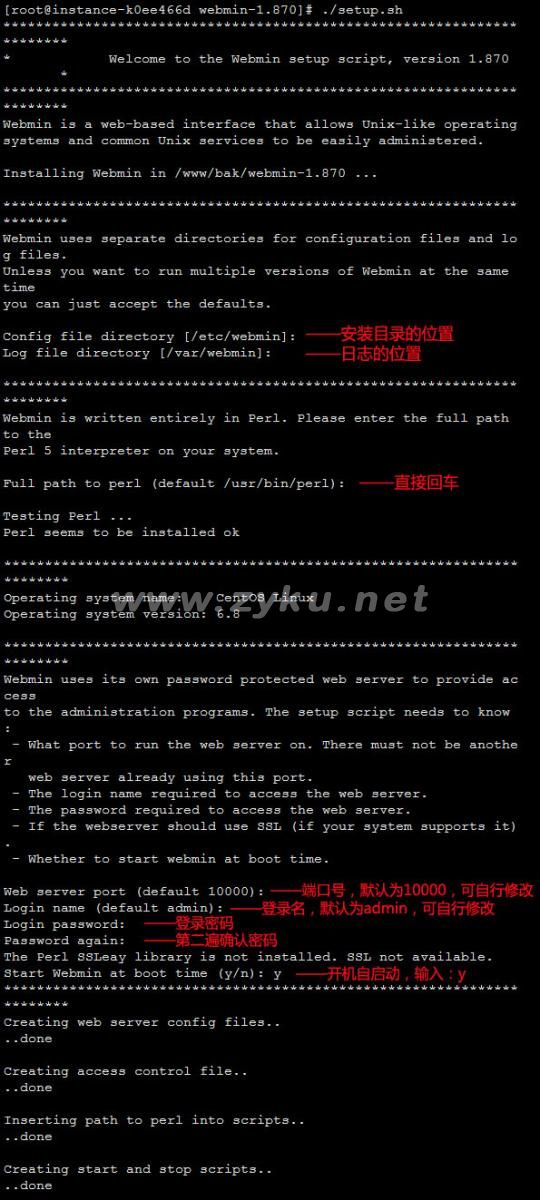 [root@instance-k0ee466d webmin-1.870]# ./setup.sh
***************************************************************
********
*            Welcome to the Webmin setup script, version 1.870
       *
***************************************************************
********
Webmin is a web-based interface that allows Unix-like operating
systems and common Unix services to be easily administered.
Installing Webmin in /www/bak/webmin-1.870 ...
***************************************************************
********
Webmin uses separate directories for configuration files and lo
g files.
Unless you want to run multiple versions of Webmin at the same
time
you can just accept the defaults.
Config file directory [/etc/webmin]: ——安装目录的位置
Log file directory [/var/webmin]: ——日志的位置
***************************************************************
********
Webmin is written entirely in Perl. Please enter the full path
to the
Perl 5 interpreter on your system.
Full path to perl (default /usr/bin/perl): ——直接回车
Testing Perl ...
Perl seems to be installed ok
***************************************************************
********
Operating system name:    CentOS Linux
www.zyku.net
Operating system version: 6.8
***************************************************************
********
Webmin uses its own password protected web server to provide ac
cess
to the administration programs. The setup script needs to know
:
 - What port to run the web server on. There must not be anothe
r
   web server already using this port.
 - The login name required to access the web server.
 - The password required to access the web server.
 - If the webserver should use SSL (if your system supports it)
.
 - Whether to start webmin at boot time.
Web server port (default 10000): ——端口号，默认为10000，可自行修改
Login name (default admin): ——登录名，默认为admin，可自行修改
Login password: ——登录密码
Password again: ——第二遍确认密码
The Perl SSLeay library is not installed. SSL not available.
Start Webmin at boot time (y/n): y ——开机自启动，输入：y
***************************************************************
********
Creating web server config files..
..done
Creating access control file..
..done
Inserting path to perl into scripts..
..done
Creating start and stop scripts..
..done